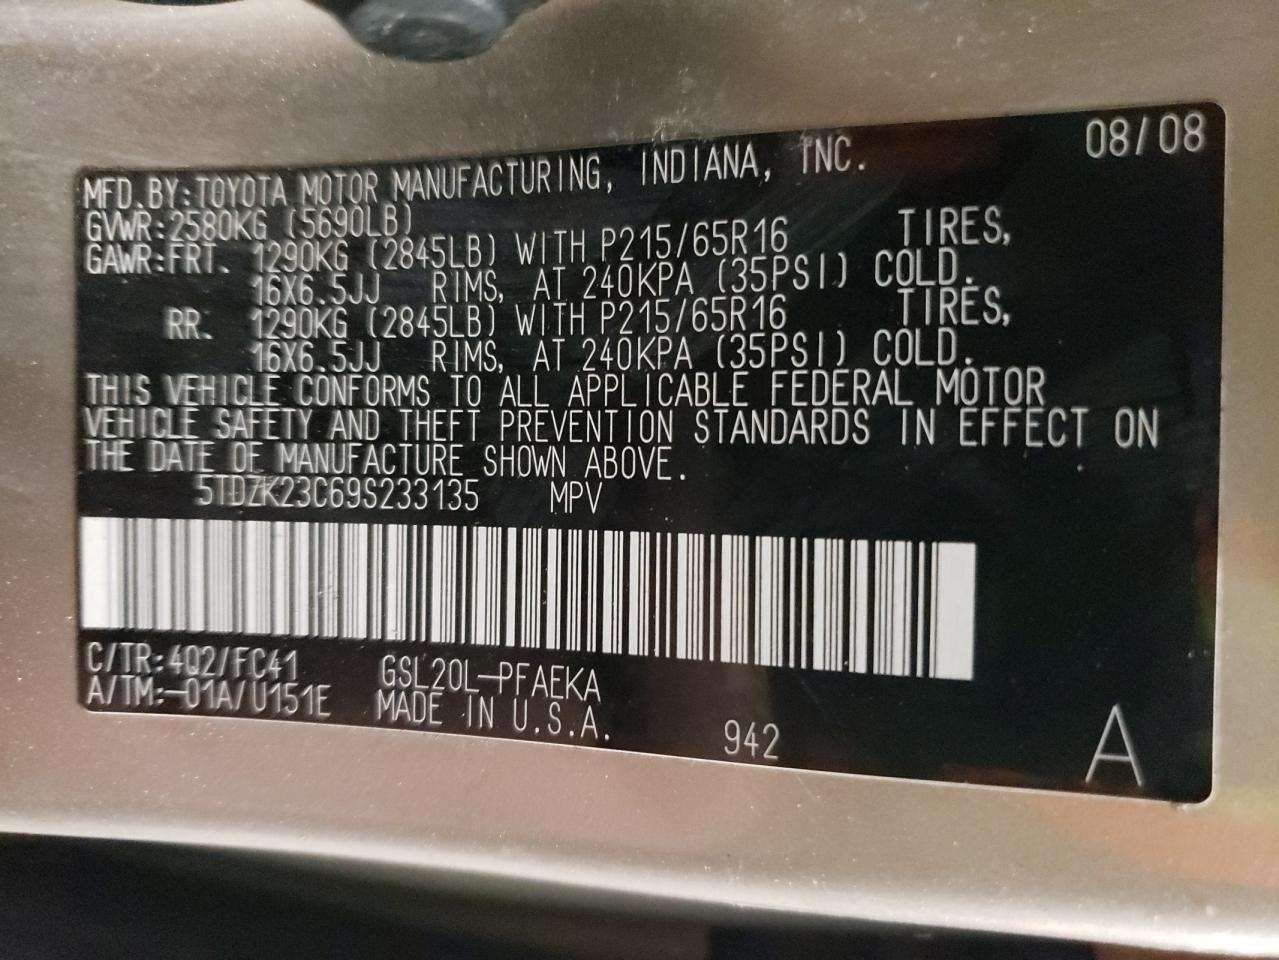 08/08
MFD.BY:TOYOTA MOTOR MANUFACTURING, INDIANA, INC.
GVWR:2580KG (5690LB)
GAWR:FRT. 1290KG (2845LB) WITH P215/65R16 TIRES,
16X6.5JJ RIMS, AT 240KPA (35PSI) COLD.
RR. 1290KG (2845LB) WITH P215/65R16 TIRES,
16X6.5JJ RIMS, AT 240KPA (35PSI) COLD.
THIS VEHICLE CONFORMS TO ALL APPLICABLE FEDERAL MOTOR
VEHICLE SAFETY AND THEFT PREVENTION STANDARDS IN EFFECT ON
THE DATE OF MANUFACTURE SHOWN ABOVE.
5TDZK23C69S233135 MPV
C/TR:4Q2/FC41 GSL20L-PFAEKA
A/TM:-01A/U151E MADE IN U.S.A.
942
A